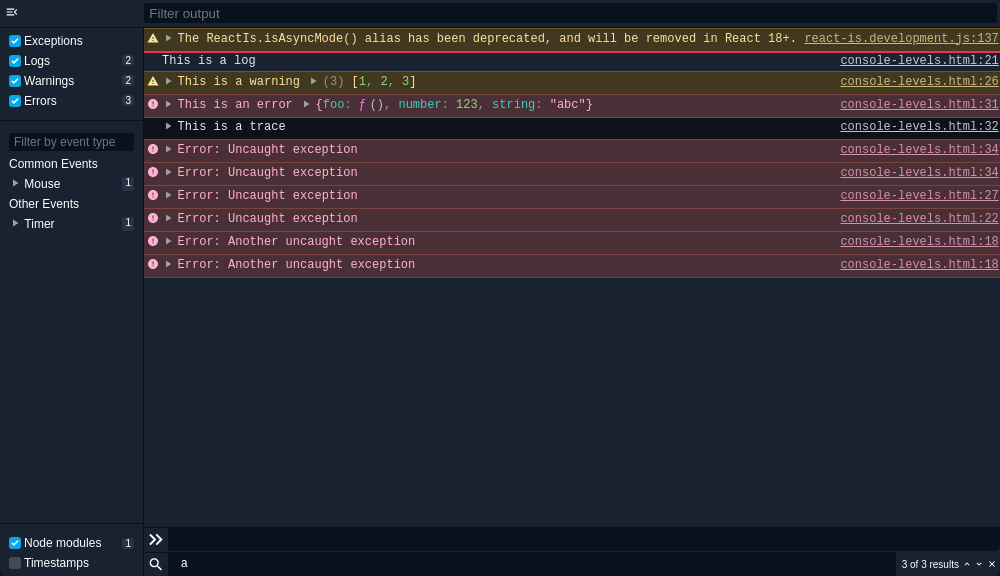 Filter output
Exceptions
Logs 2
Warnings 2
Errors 3
Filter by event type
Common Events
Mouse 1
Other Events
Timer 1
Node modules 1
Timestamps
The ReactIs.isAsyncMode() alias has been deprecated, and will be removed in React 18+. react-is.development.js:137
This is a log console-levels.html:21
This is a warning (3) [1, 2, 3] console-levels.html:26
This is an error {foo: ƒ (), number: 123, string: "abc"} console-levels.html:31
This is a trace console-levels.html:32
Error: Uncaught exception console-levels.html:34
Error: Uncaught exception console-levels.html:34
Error: Uncaught exception console-levels.html:27
Error: Uncaught exception console-levels.html:22
Error: Another uncaught exception console-levels.html:18
Error: Another uncaught exception console-levels.html:18
a 3 of 3 results